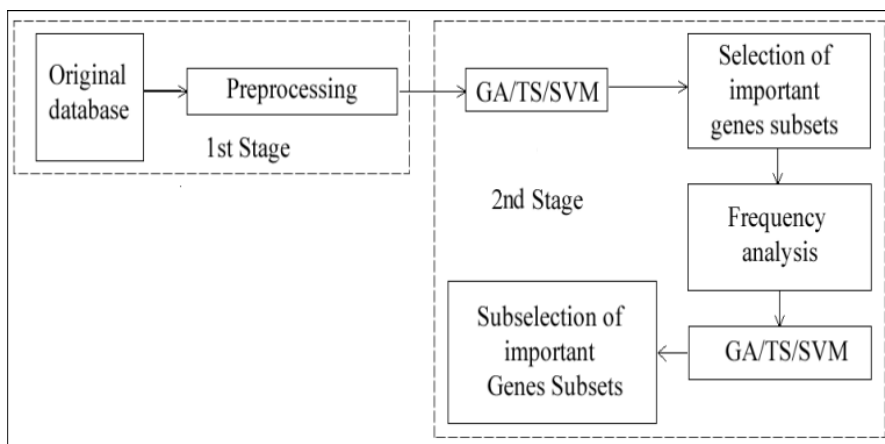 Original
database
Preprocessing
1st Stage
GA/TS/SVM
Selection of
important
genes subsets
2nd Stage
Frequency
analysis
GA/TS/SVM
Subselection of
important
Genes Subsets